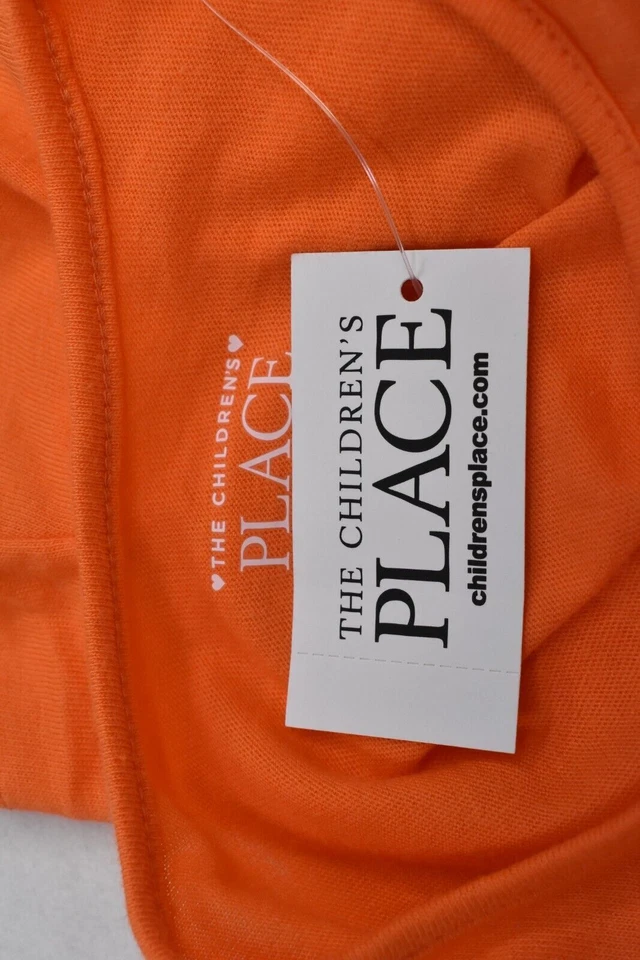 ♥THE CHILDREN'S♥
PLACE
THE CHILDREN'S
PLACE
childrensplace.com